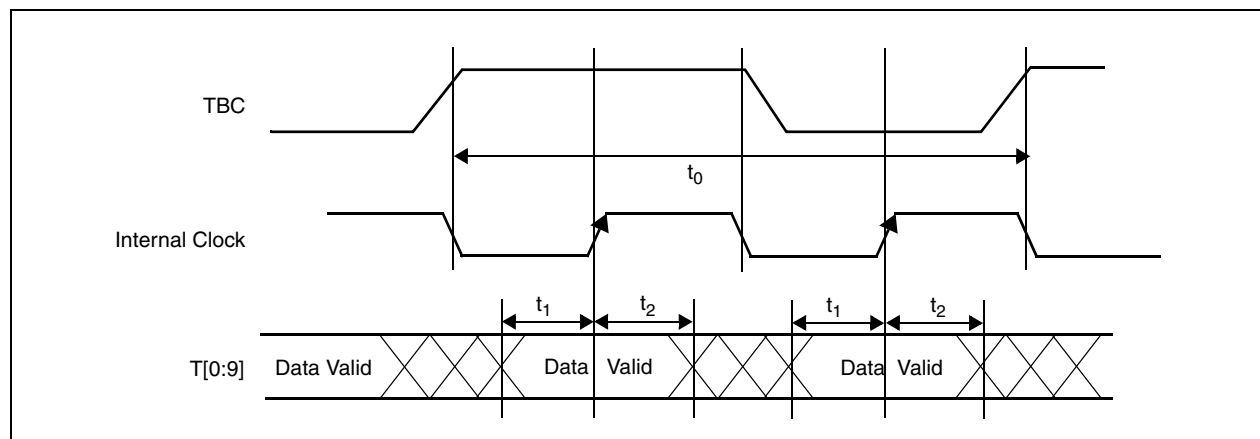 TBC
t0
Internal Clock
t1 t2 t1 t2
T[0:9] Data Valid Data Valid Data Valid